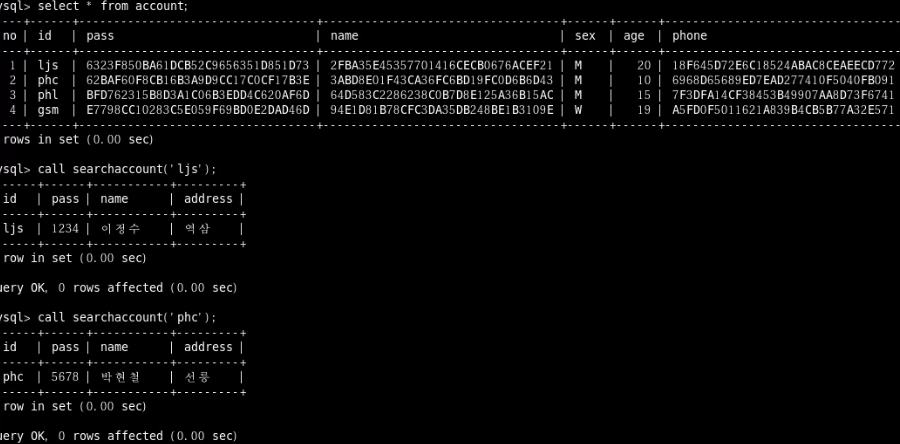 ysql> select * from account;
---+------+----------------------------------+----------------------------------+------+------+----------------------------------
no | id   | pass                             | name                             | sex  | age  | phone
---+------+----------------------------------+----------------------------------+------+------+----------------------------------
 1 | ljs  | 6323F850BA61DCB52C9656351D851D73 | 2FBA35E45357701416CECB0676ACEF21 | M    |   20 | 18F645D72E6C18524ABAC8CEAEECD772
 2 | phc  | 62BAF60F8CB16B3A9D9CC17C0CF17B3E | 3ABD8E01F43CA36FC6BD19FC0D6B6D43 | M    |   10 | 6968D65689ED7EAD277410F5040FB091
 3 | phl  | BFD762315B8D3A1C06B3EDD4C620AF6D | 64D583C2286238C0B7D8E125A36B15AC | M    |   15 | 7F3DFA14CF38453B49907AA8D73F6741
 4 | gsm  | E7798CC10283C5E059F69BD0E2DAD46D | 94E1D81B78CFC3DA35DB248BE1B3109E | W    |   19 | A5FD0F5011621A839B4CB5B77A32E571
---+------+----------------------------------+----------------------------------+------+------+----------------------------------
rows in set (0.00 sec)
ysql> call searchaccount('ljs');
-----+------+-----------+---------+
id   | pass | name      | address |
-----+------+-----------+---------+
ljs  | 1234 | 이정수    | 역삼    |
-----+------+-----------+---------+
row in set (0.00 sec)
uery OK, 0 rows affected (0.00 sec)
ysql> call searchaccount('phc');
-----+------+-----------+---------+
id   | pass | name      | address |
-----+------+-----------+---------+
phc  | 5678 | 박현철    | 선릉    |
-----+------+-----------+---------+
row in set (0.00 sec)
uery OK, 0 rows affected (0.00 sec)